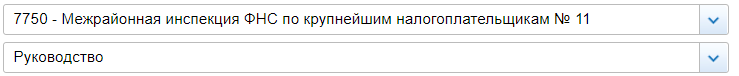 7750 - Межрайонная инспекция ФНС по крупнейшим налогоплательщикам № 11
Руководство